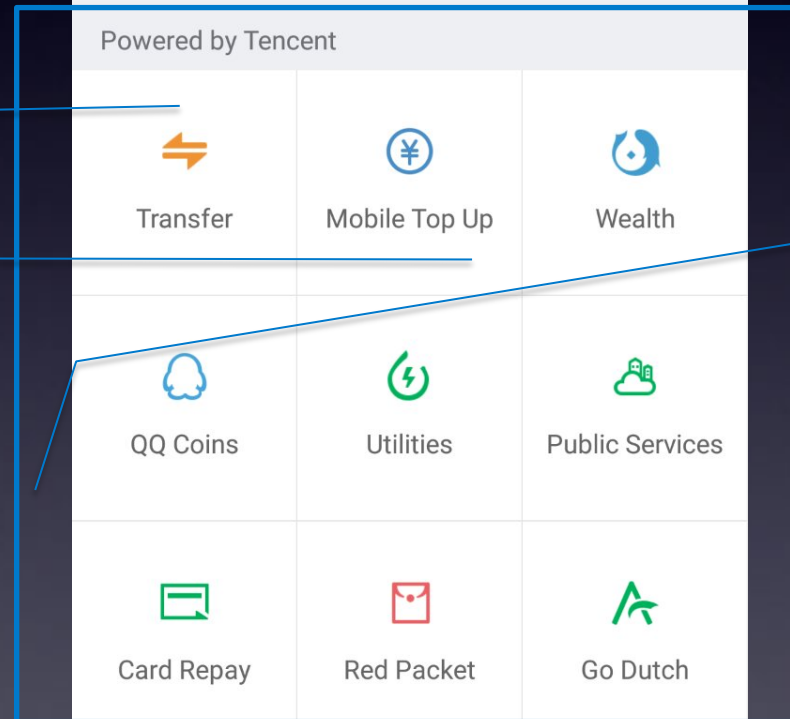 Powered by Tencent
Transfer
Mobile Top Up
Wealth
QQ Coins
Utilities
Public Services
Card Repay
Red Packet
Go Dutch